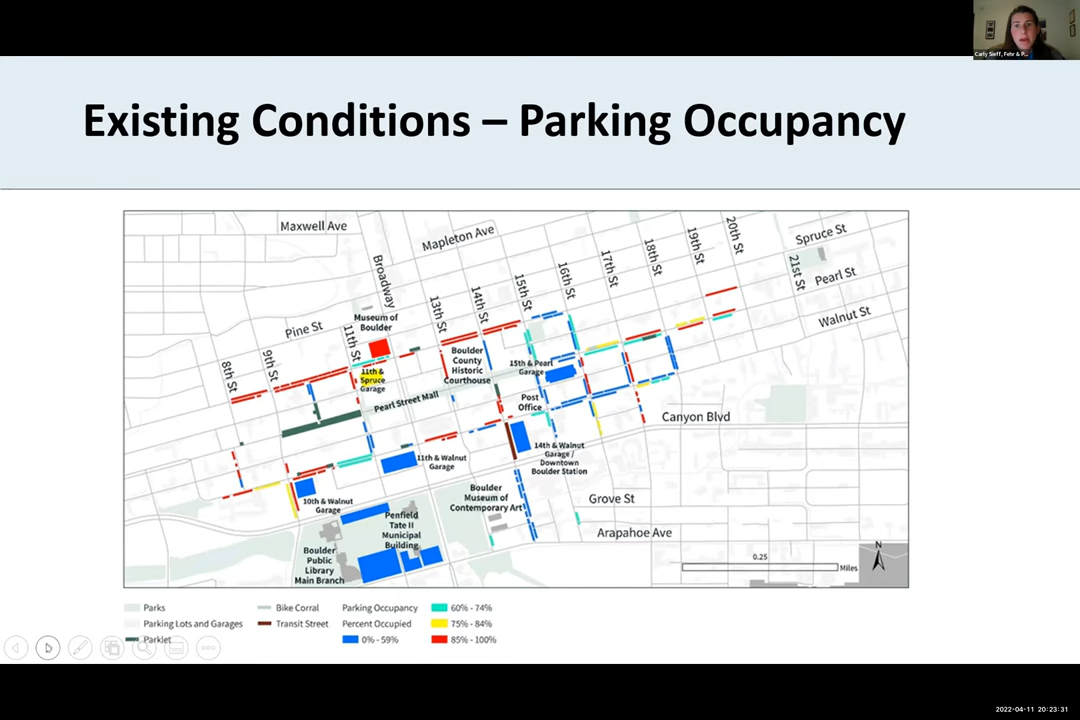 Carly Sieff, Fehr & P...
Existing Conditions – Parking Occupancy
Maxwell Ave
Mapleton Ave
Broadway
Pine St
Museum of
Boulder
8th St
9th St
11th St
13th St
14th St
15th St
16th St
17th St
18th St
19th St
20th St
21st St
Spruce St
Pearl St
Walnut St
11th &
Spruce
Garage
Boulder
County
Historic
Courthouse
15th & Pearl
Garage
Pearl Street Mall
Post
Office
Canyon Blvd
11th & Walnut
Garage
14th & Walnut
Garage /
Downtown
Boulder Station
10th & Walnut
Garage
Boulder
Museum of
Contemporary Art
Penfield
Tate II
Municipal
Building
Boulder
Public
Library
Main Branch
Grove St
Arapahoe Ave
0.25
Miles
N
Parks
Parking Lots and Garages
Parklet
Bike Corral
Transit Street
Parking Occupancy
Percent Occupied
0% - 59%
60% - 74%
75% - 84%
85% - 100%
2022-04-11 20:23:31